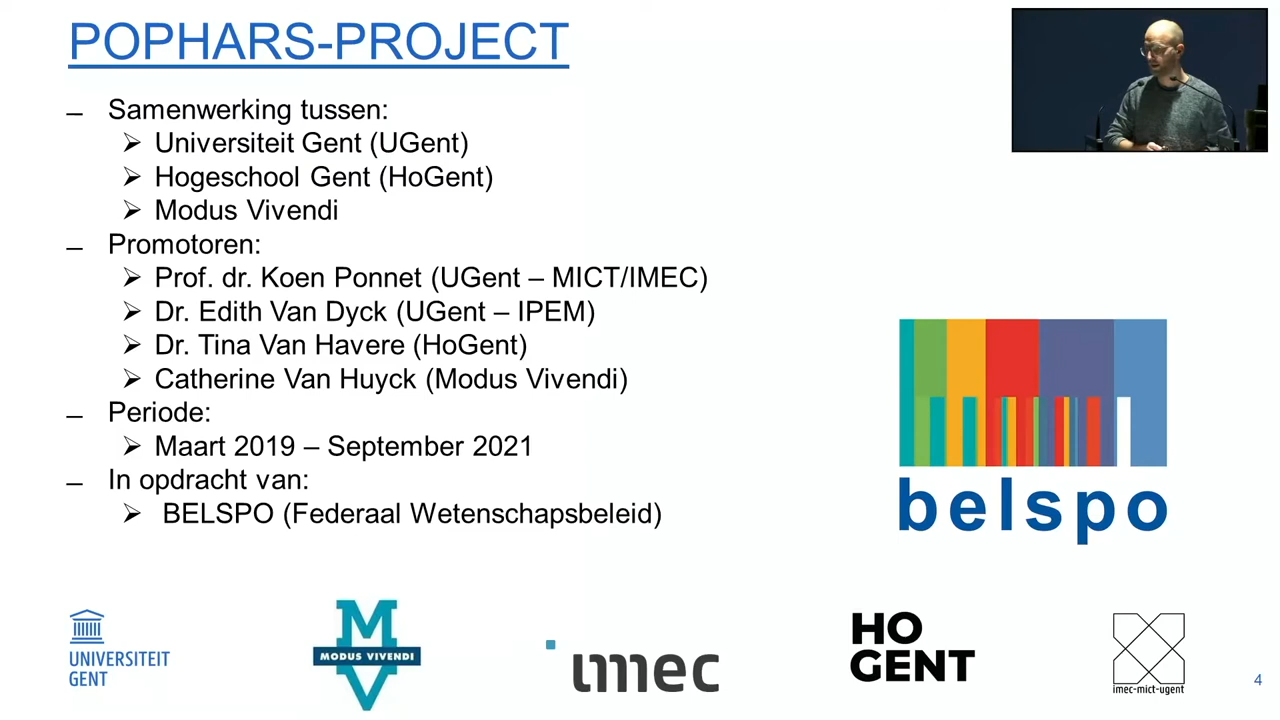 POPHARS-PROJECT
– Samenwerking tussen:
➢ Universiteit Gent (UGent)
➢ Hogeschool Gent (HoGent)
➢ Modus Vivendi
– Promotoren:
➢ Prof. dr. Koen Ponnet (UGent – MICT/IMEC)
➢ Dr. Edith Van Dyck (UGent – IPEM)
➢ Dr. Tina Van Havere (HoGent)
➢ Catherine Van Huyck (Modus Vivendi)
– Periode:
➢ Maart 2019 – September 2021
– In opdracht van:
➢ BELSPO (Federaal Wetenschapsbeleid)
belspo
UNIVERSITEIT
GENT
MV
MODUS VIVENDI
imec
HO
GENT
imec-mict-ugent
4